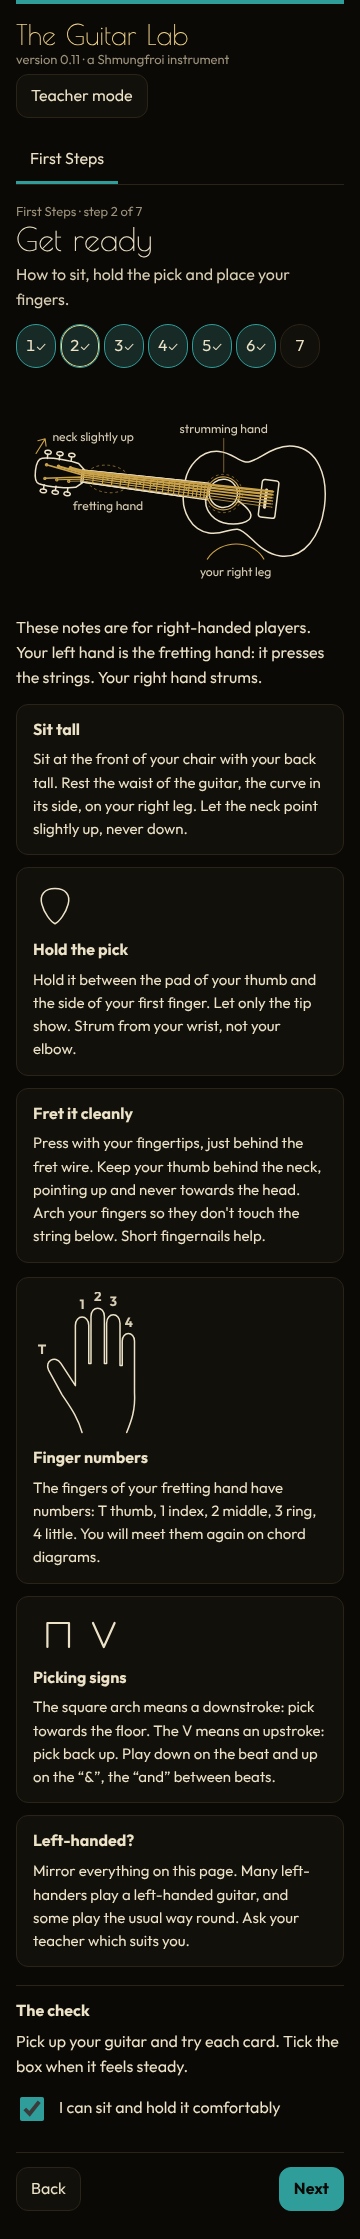 The Guitar Lab
version 0.11 · a Shmungfroi instrument
Teacher mode
First Steps
First Steps · step 2 of 7
Get ready
How to sit, hold the pick and place your
fingers.
1✓ 2✓ 3✓ 4✓ 5✓ 6✓ 7
strumming hand
neck slightly up
fretting hand
your right leg
These notes are for right-handed players.
Your left hand is the fretting hand: it presses
the strings. Your right hand strums.
Sit tall
Sit at the front of your chair with your back
tall. Rest the waist of the guitar, the curve in
its side, on your right leg. Let the neck point
slightly up, never down.
Hold the pick
Hold it between the pad of your thumb and
the side of your first finger. Let only the tip
show. Strum from your wrist, not your
elbow.
Fret it cleanly
Press with your fingertips, just behind the
fret wire. Keep your thumb behind the neck,
pointing up and never towards the head.
Arch your fingers so they don't touch the
string below. Short fingernails help.
T 1 2 3 4
Finger numbers
The fingers of your fretting hand have
numbers: T thumb, 1 index, 2 middle, 3 ring,
4 little. You will meet them again on chord
diagrams.
Picking signs
The square arch means a downstroke: pick
towards the floor. The V means an upstroke:
pick back up. Play down on the beat and up
on the “&”, the “and” between beats.
Left-handed?
Mirror everything on this page. Many left-
handers play a left-handed guitar, and
some play the usual way round. Ask your
teacher which suits you.
The check
Pick up your guitar and try each card. Tick the
box when it feels steady.
I can sit and hold it comfortably
Back
Next